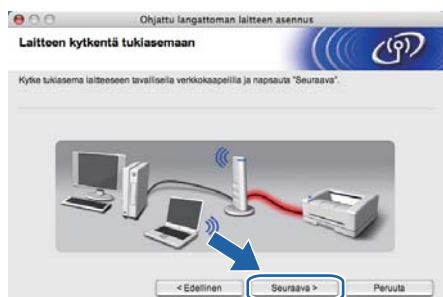 Ohjattu langattoman laitteen asennus
Laitteen kytkentä tukiasemaan
Kytke tukiasema laitteeseen tavallisella verkkokaapelilla ja napsauta "Seuraava".
< Edellinen Seuraava > Peruuta